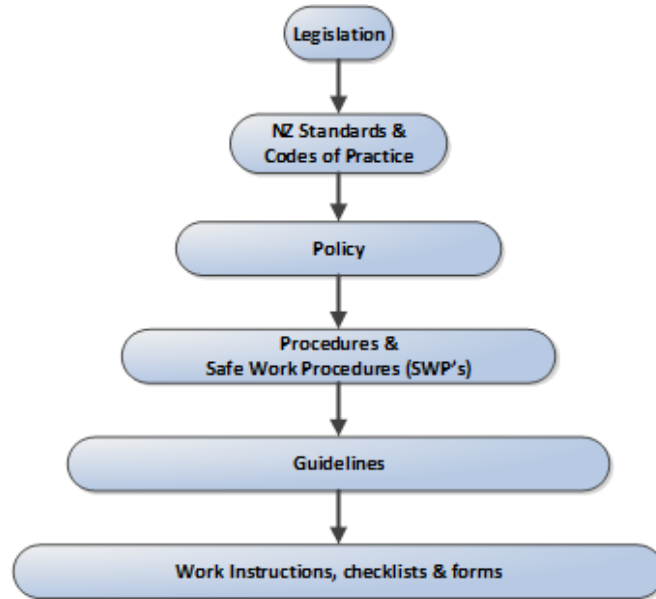 Legislation
NZ Standards &
Codes of Practice
Policy
Procedures &
Safe Work Procedures (SWP's)
Guidelines
Work Instructions, checklists & forms